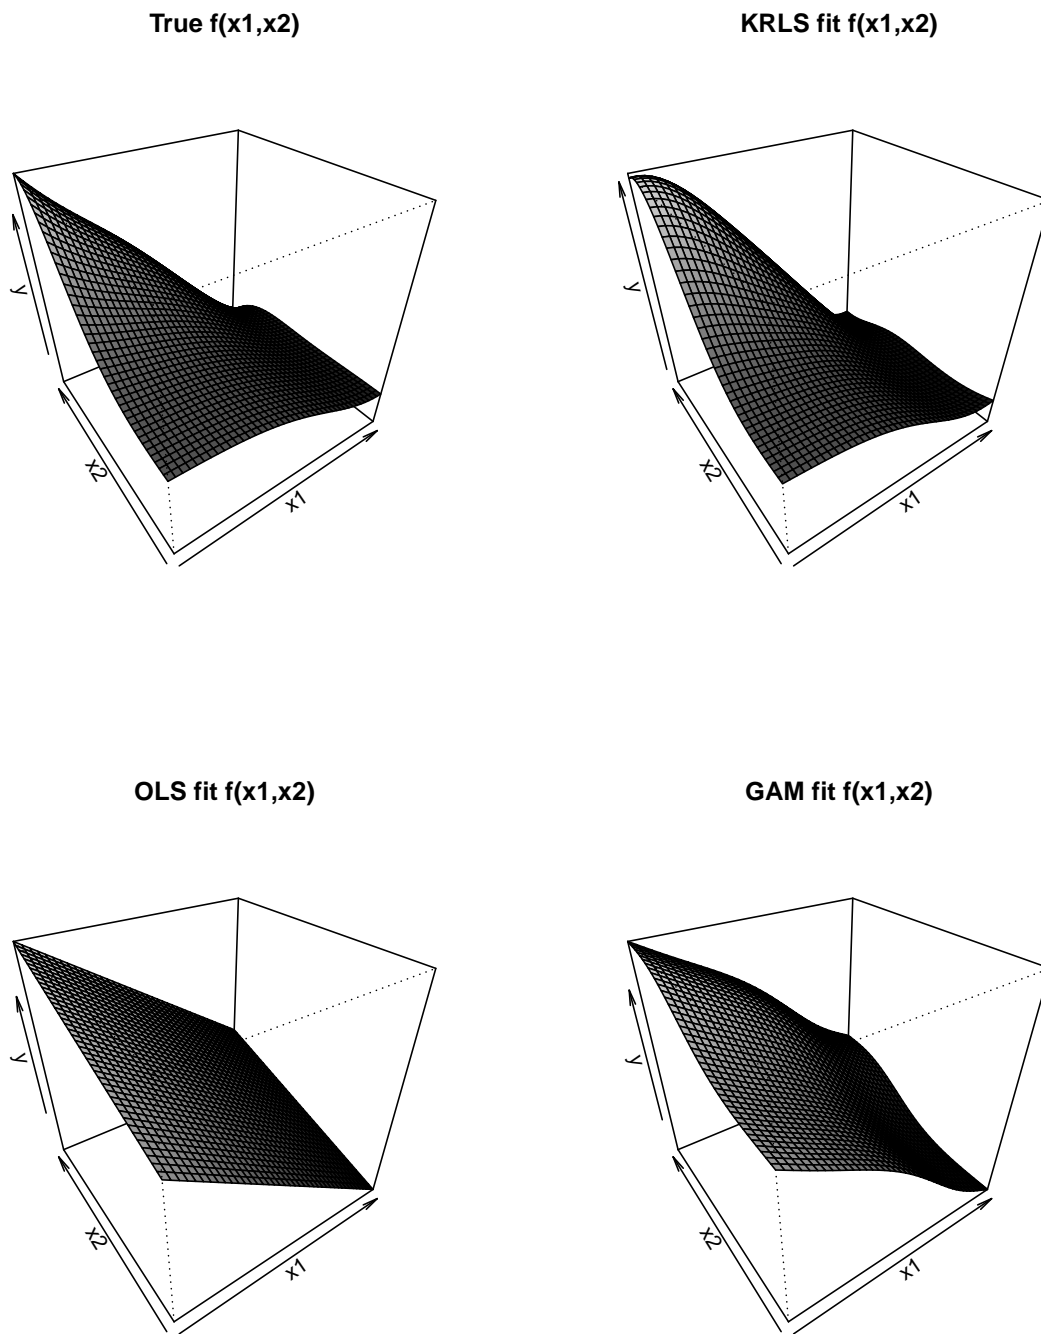 True f(x1,x2)
KRLS fit f(x1,x2)
y
x2
x1
y
x2
x1
OLS fit f(x1,x2)
GAM fit f(x1,x2)
y
x2
x1
y
x2
x1